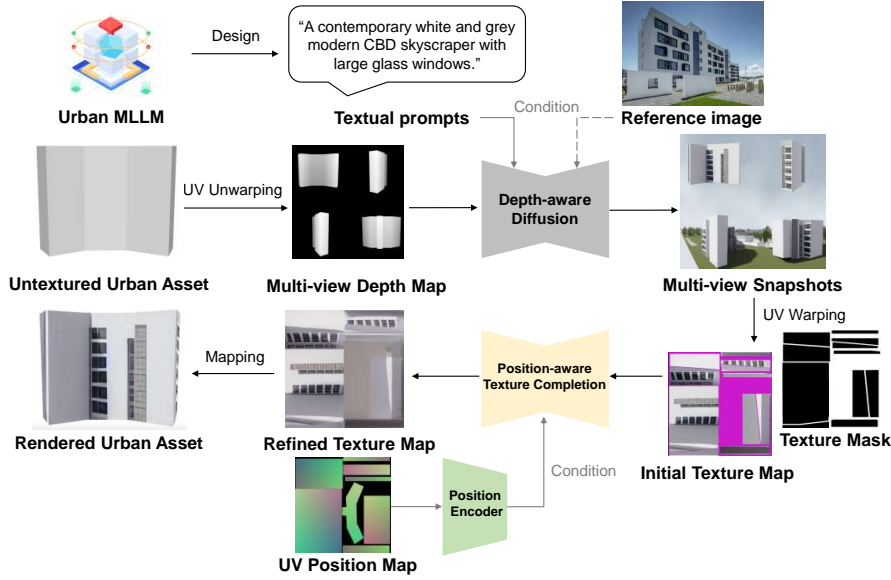 Design
“A contemporary white and grey
modern CBD skyscraper with
large glass windows.”
Urban MLLM
Textual prompts
Condition
Reference image
UV Unwarping
Depth-aware
Diffusion
Untextured Urban Asset
Multi-view Depth Map
Multi-view Snapshots
UV Warping
Mapping
Position-aware
Texture Completion
Rendered Urban Asset
Refined Texture Map
Texture Mask
Initial Texture Map
Condition
Position
Encoder
UV Position Map